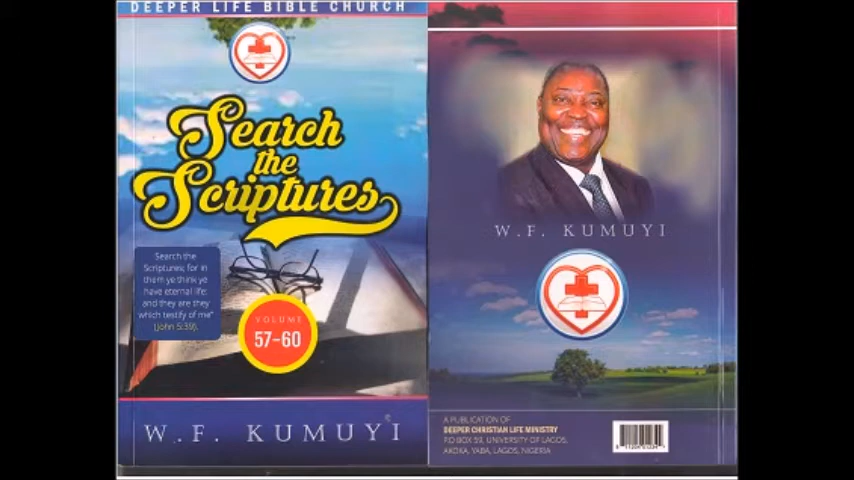 DEEPER LIFE BIBLE CHURCH
Search
the
Scriptures
Search the
Scriptures; for in
them ye think ye
have eternal life:
and they are they
which testify of me"
(John 5:39).
VOLUME
57-60
W.F. KUMUYI
W.F. KUMUYI
A PUBLICATION OF
DEEPER CHRISTIAN LIFE MINISTRY
P.O BOX 59, UNIVERSITY OF LAGOS,
AKOKA, YABA, LAGOS, NIGERIA